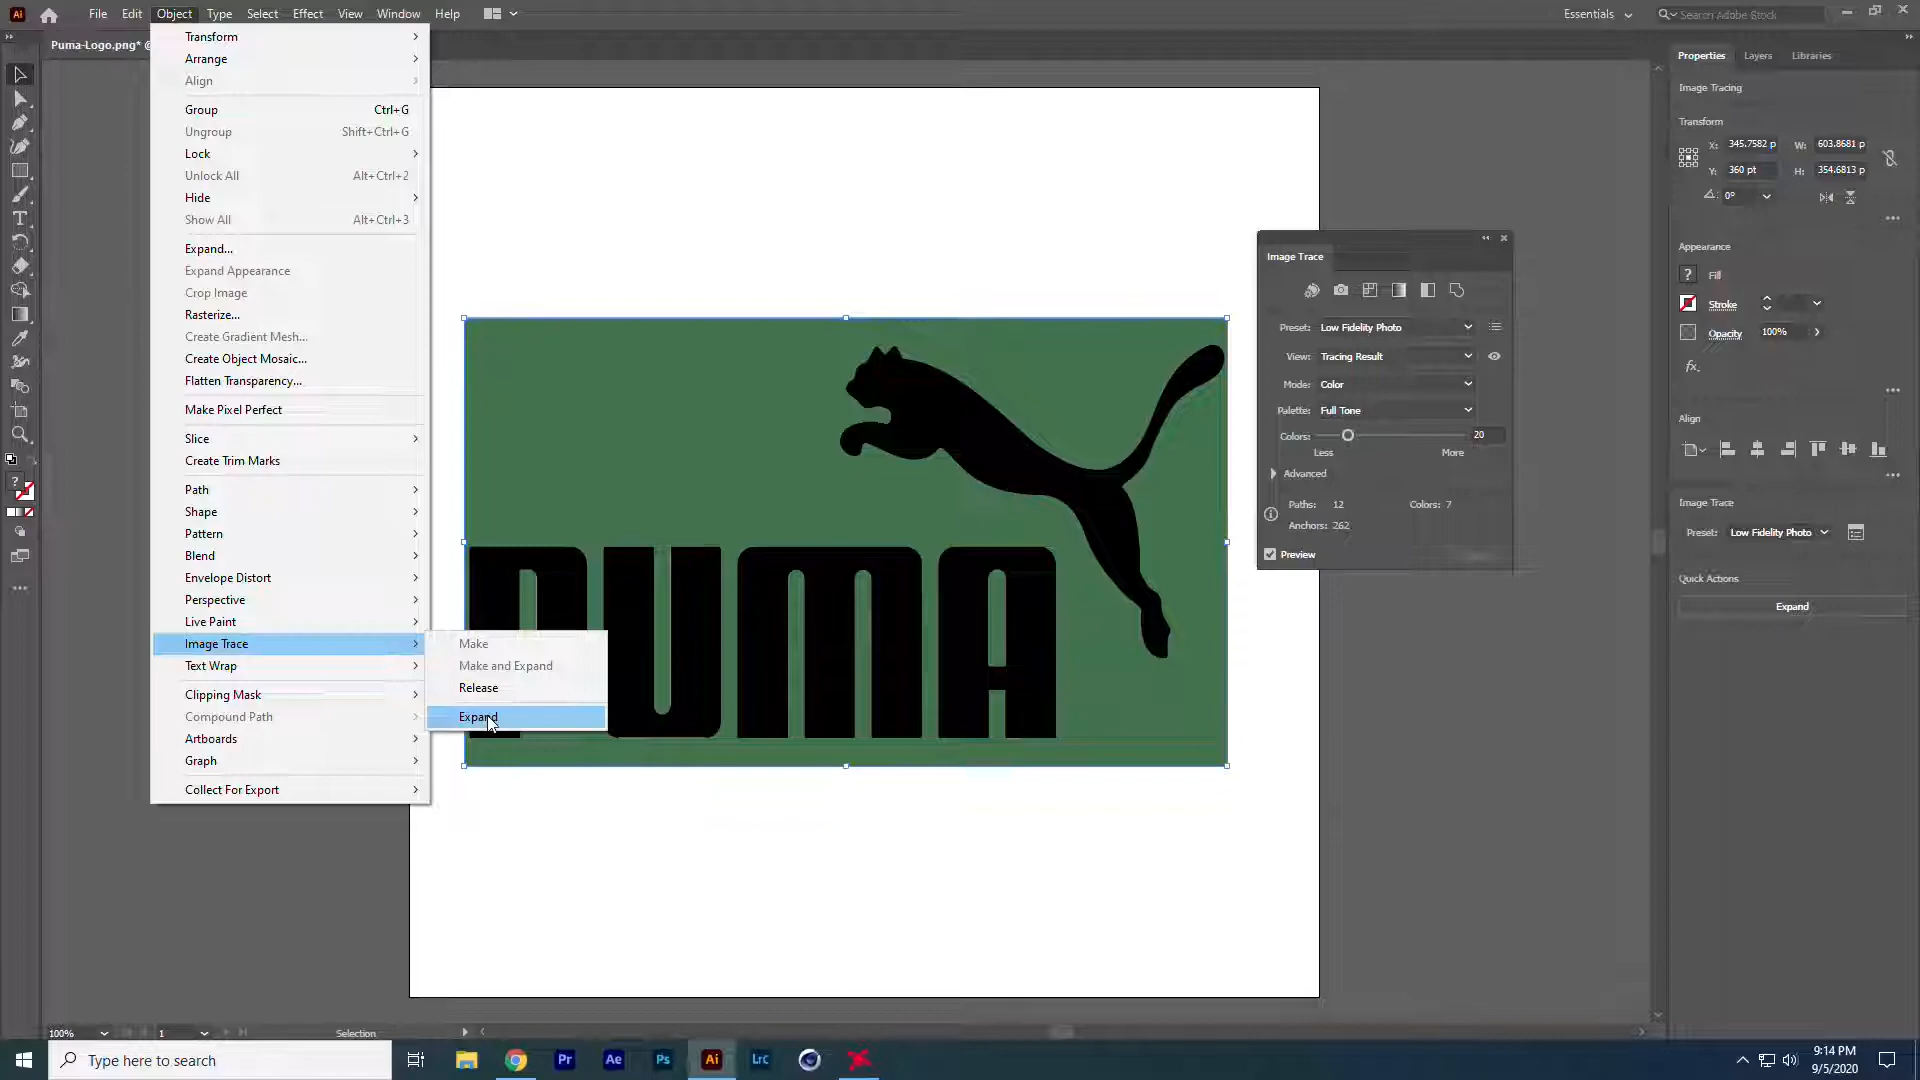 Ai File Edit Object Type Select Effect View Window Help Essentials Search Adobe Stock
Puma-Logo.png* @
Transform
Arrange
Align
Group Ctrl+G
Ungroup Shift+Ctrl+G
Lock
Unlock All Alt+Ctrl+2
Hide
Show All Alt+Ctrl+3
Expand...
Expand Appearance
Crop Image
Rasterize...
Create Gradient Mesh...
Create Object Mosaic...
Flatten Transparency...
Make Pixel Perfect
Slice
Create Trim Marks
Path
Shape
Pattern
Blend
Envelope Distort
Perspective
Live Paint
Image Trace
Text Wrap
Clipping Mask
Compound Path
Artboards
Graph
Collect For Export
Make
Make and Expand
Release
Expand
PUMA
Image Trace
Preset: Low Fidelity Photo
View: Tracing Result
Mode: Color
Palette: Full Tone
Colors: 20
Less More
Advanced
Paths: 12 Colors: 7
Anchors: 262
Preview
Properties Layers Libraries
Image Tracing
Transform
X: 345.7582 p W: 603.8681 p
Y: 360 pt H: 354.6813 p
0°
Appearance
? Fill
Stroke
Opacity 100%
fx.
Align
Image Trace
Preset: Low Fidelity Photo
Quick Actions
Expand
100% 1 Selection
Type here to search Pr Ae Ps Ai Lrc
9:14 PM
9/5/2020